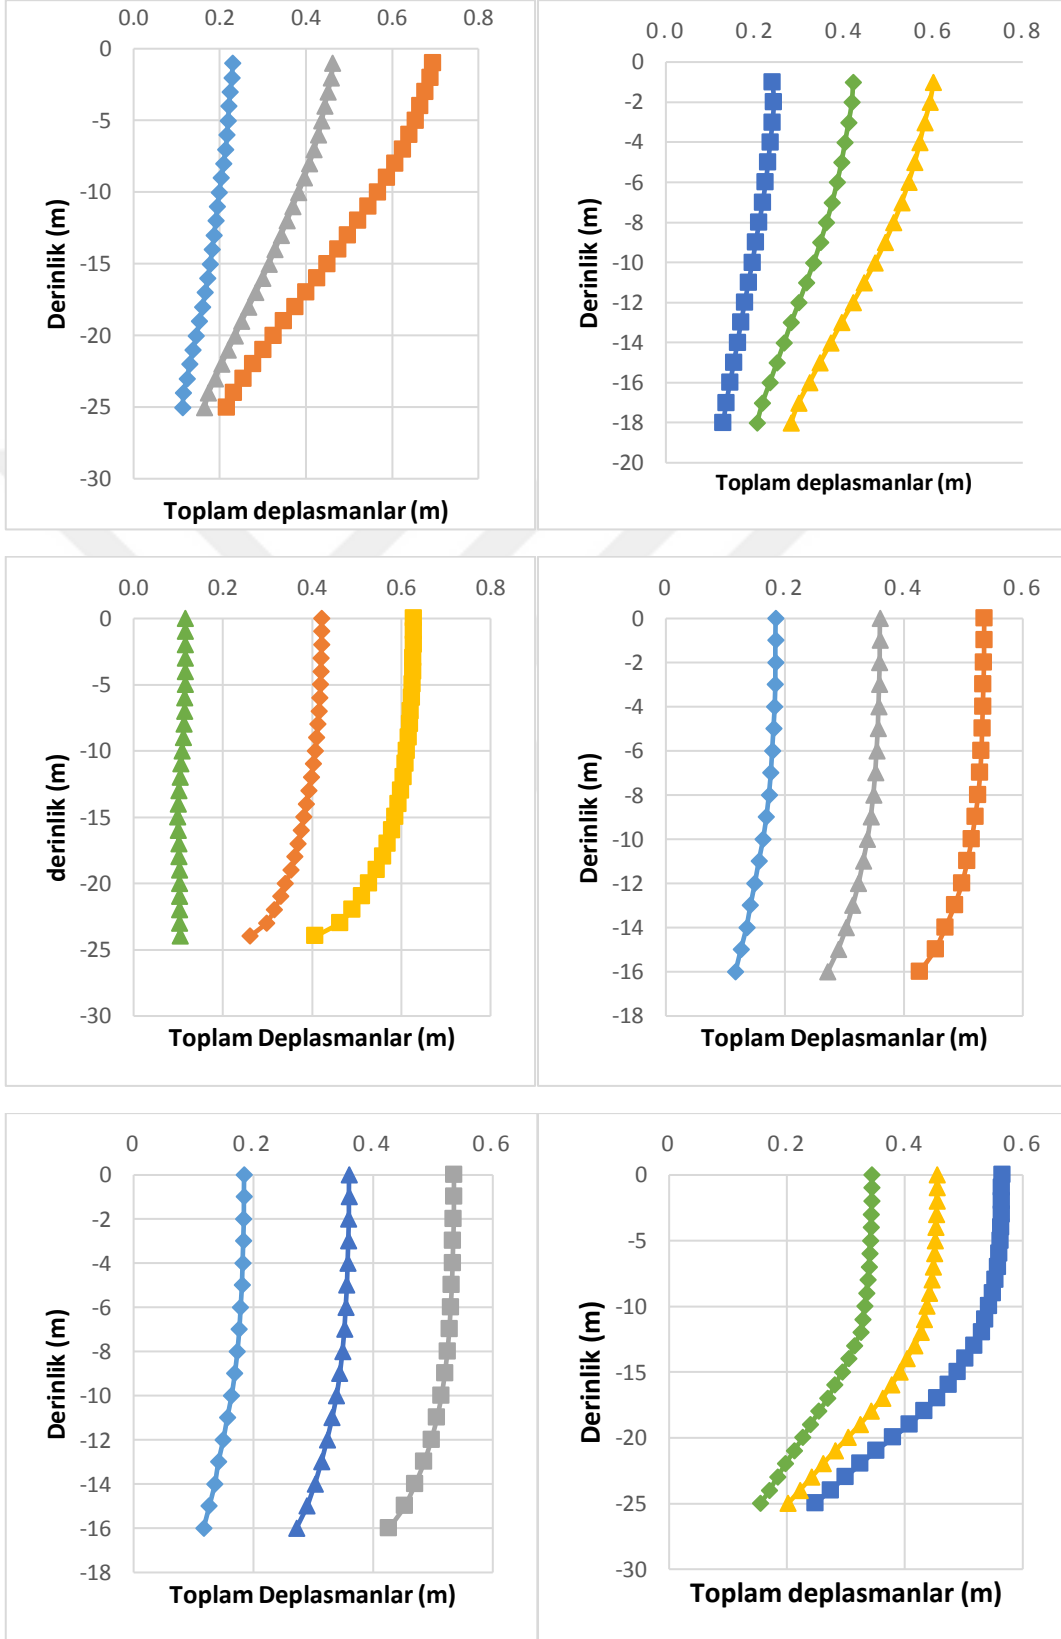 0.0 0.2 0.4 0.6 0.8
0
-5
-10
-15
-20
-25
-30
Derinlik (m)
Toplam deplasmanlar (m)
0.0 0.2 0.4 0.6 0.8
0
-2
-4
-6
-8
-10
-12
-14
-16
-18
-20
Derinlik (m)
Toplam deplasmanlar (m)
0.0 0.2 0.4 0.6 0.8
0
-5
-10
-15
-20
-25
-30
derinlik (m)
Toplam Deplasmanlar (m)
0.0 0.2 0.4 0.6
0
-2
-4
-6
-8
-10
-12
-14
-16
-18
Derinlik (m)
Toplam Deplasmanlar (m)
0 0.2 0.4 0.6
0
-2
-4
-6
-8
-10
-12
-14
-16
-18
Derinlik (m)
Toplam Deplasmanlar (m)
0 0.2 0.4 0.6
0
-5
-10
-15
-20
-25
-30
Derinlik (m)
Toplam deplasmanlar (m)